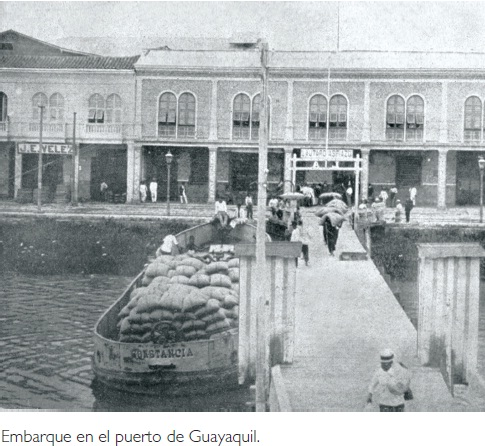 J.E. VELEZ
CONSTANCIA
Embarque en el puerto de Guayaquil.